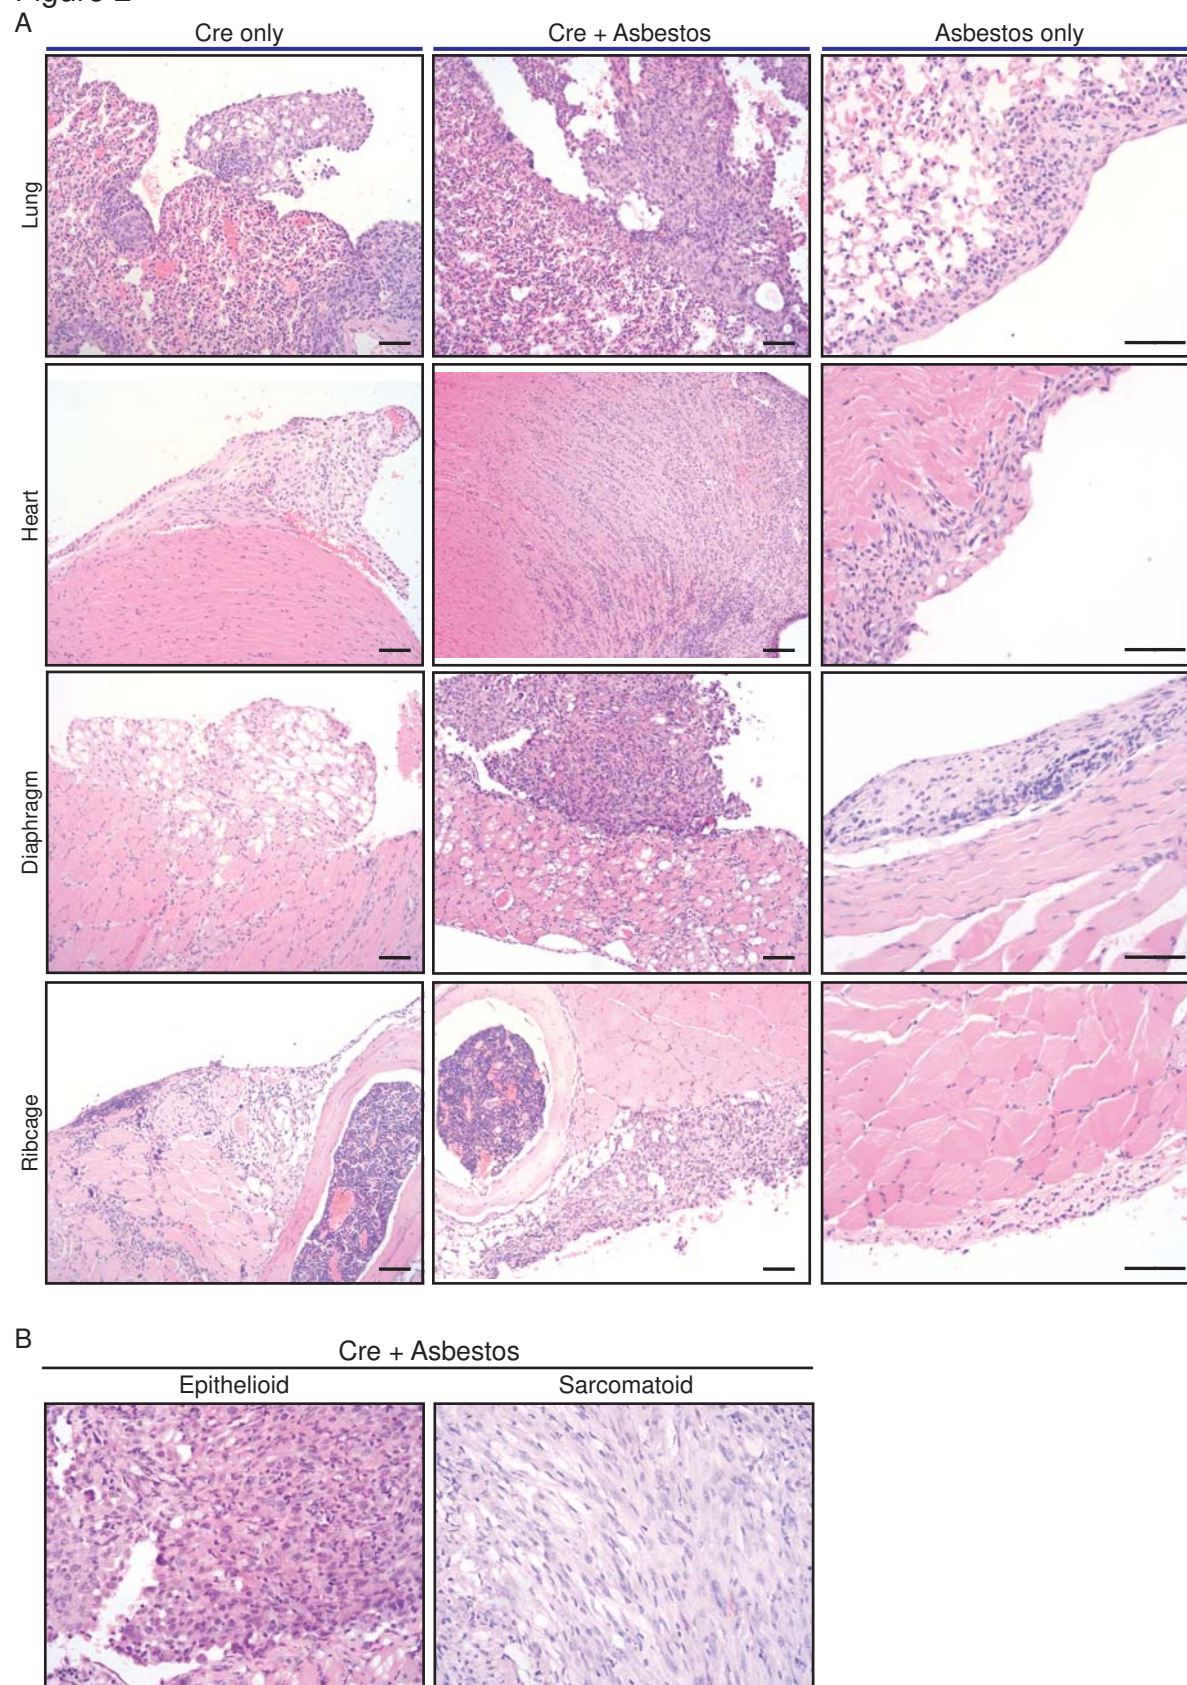 A
Cre only
Cre + Asbestos
Asbestos only
Lung
Heart
Diaphragm
Ribcage
B
Cre + Asbestos
Epithelioid
Sarcomatoid